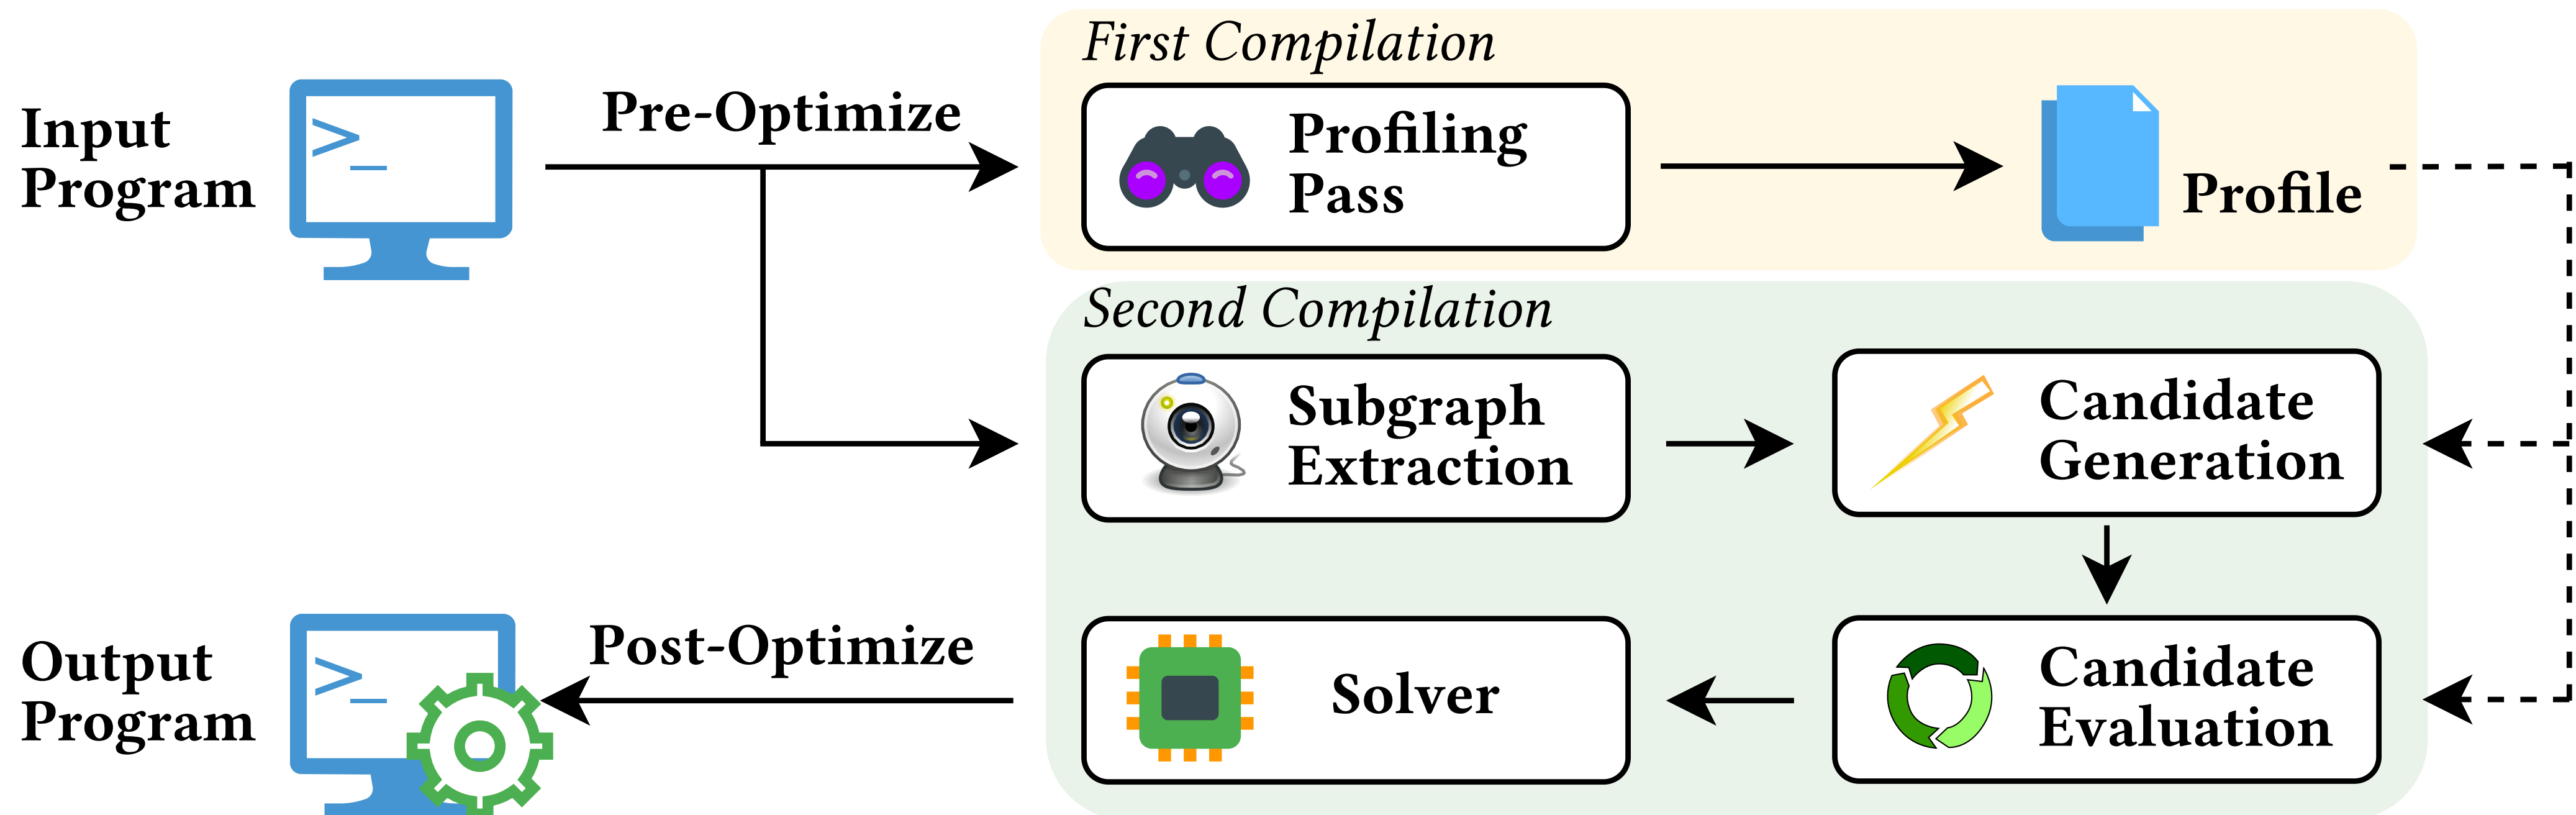 First Compilation
Input
Program
>_
Pre-Optimize
Profiling
Pass
Profile
Second Compilation
Subgraph
Extraction
Candidate
Generation
Output
Program
>_
Post-Optimize
Solver
Candidate
Evaluation